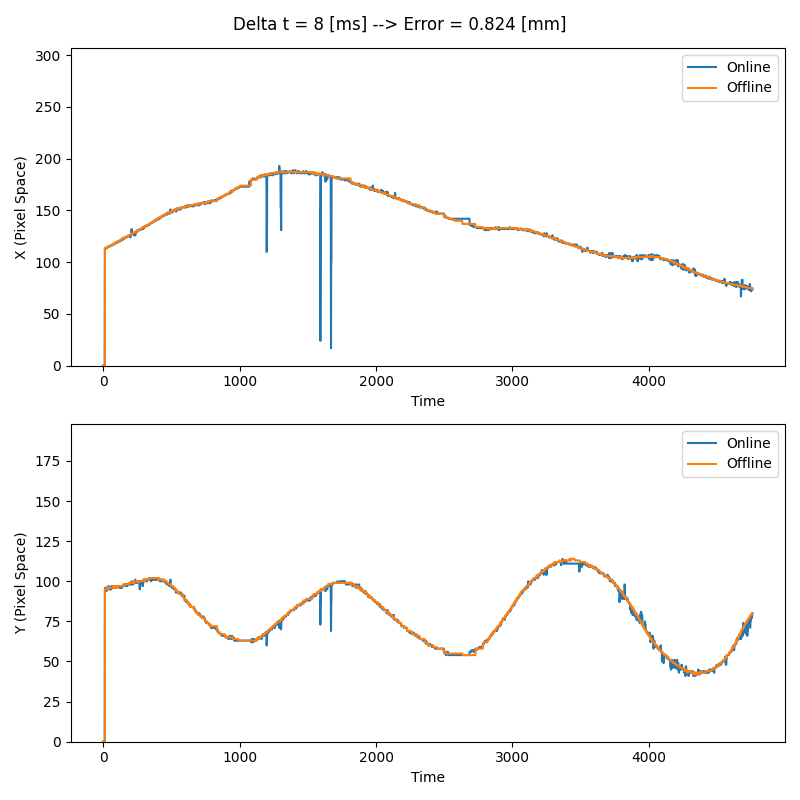 Delta t = 8 [ms] --> Error = 0.824 [mm]
300
250
200
150
100
50
0
X (Pixel Space)
Online
Offline
0 1000 2000 3000 4000
Time
175
150
125
100
75
50
25
0
Y (Pixel Space)
Online
Offline
0 1000 2000 3000 4000
Time